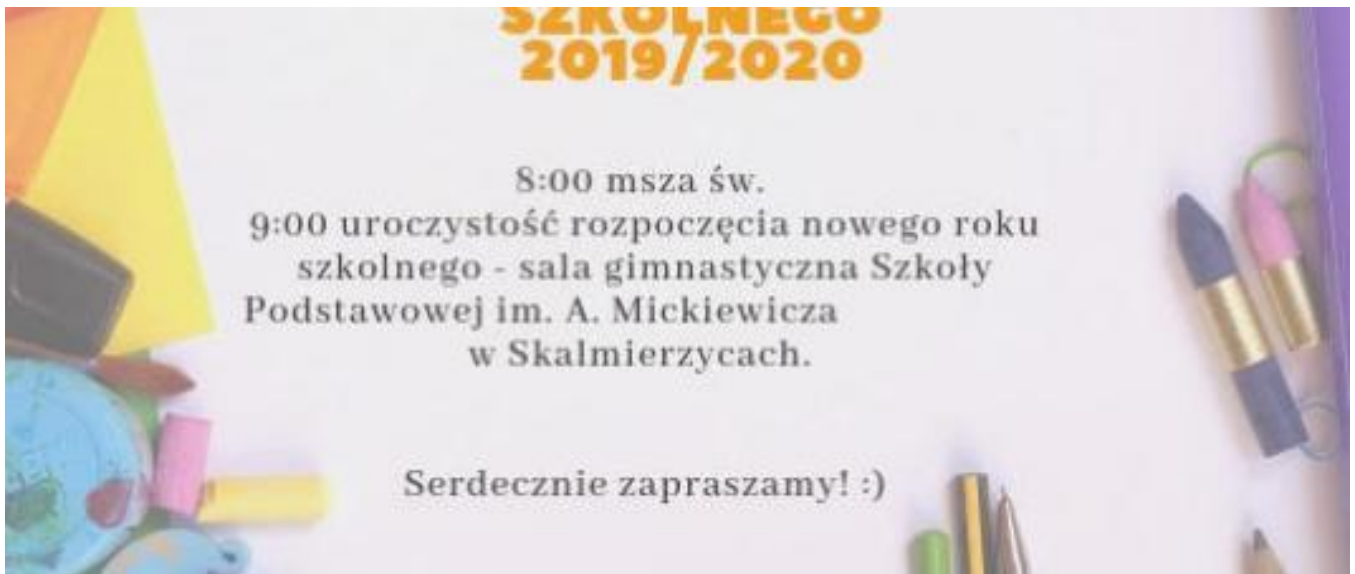 SZKOLNEGO
2019/2020
8:00 msza św.
9:00 uroczystość rozpoczęcia nowego roku
szkolnego - sala gimnastyczna Szkoły
Podstawowej im. A. Mickiewicza
w Skalmierzycach.
Serdecznie zapraszamy! :)